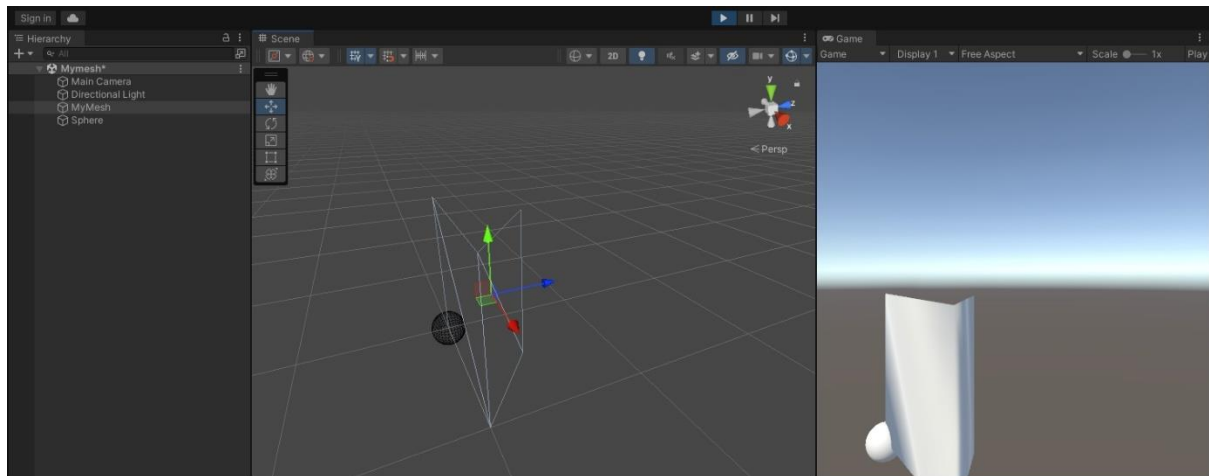 Sign in
Hierarchy
All
Mymesh*
Main Camera
Directional Light
MyMesh
Sphere
Scene
2D
y
z
x
Persp
Game
Game Display 1 Free Aspect Scale 1x Play